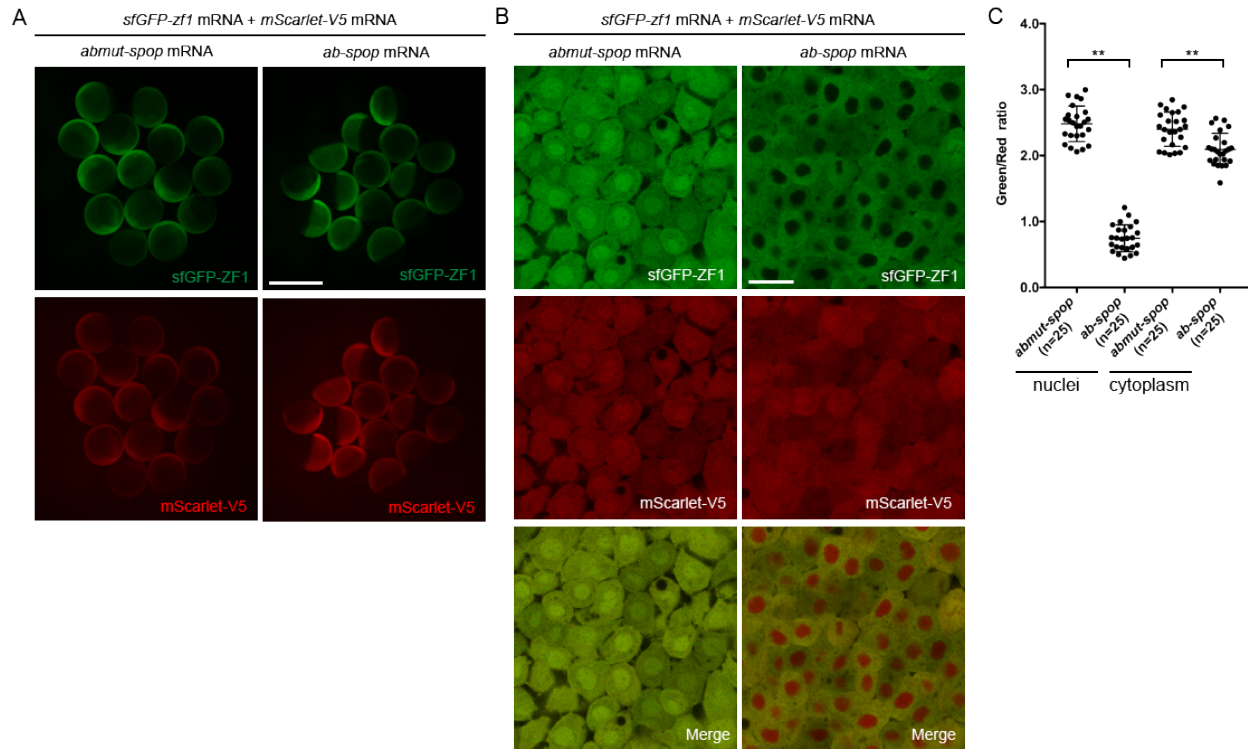 A
sfGFP-zf1 mRNA + mScarlet-V5 mRNA
abmut-spop mRNA
ab-spop mRNA
sfGFP-ZF1
sfGFP-ZF1
mScarlet-V5
mScarlet-V5
B
sfGFP-zf1 mRNA + mScarlet-V5 mRNA
abmut-spop mRNA
ab-spop mRNA
sfGFP-ZF1
sfGFP-ZF1
mScarlet-V5
mScarlet-V5
Merge
Merge
C
Green/Red ratio
4.0
3.0
2.0
1.0
0.0
**
**
abmut-spop
(n=25)
ab-spop
(n=25)
abmut-spop
(n=25)
ab-spop
(n=25)
nuclei
cytoplasm